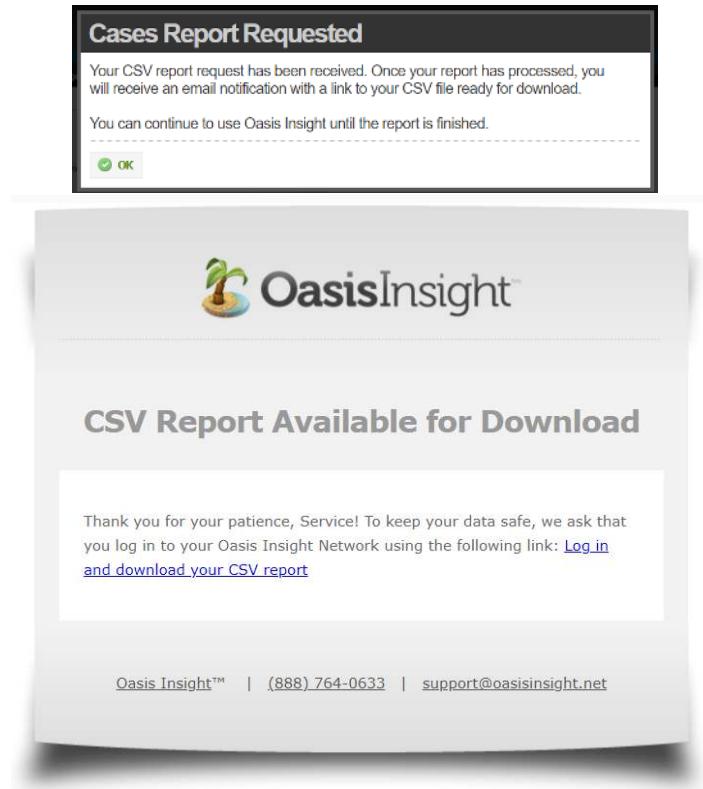 Cases Report Requested
Your CSV report request has been received. Once your report has processed, you
will receive an email notification with a link to your CSV file ready for download.
You can continue to use Oasis Insight until the report is finished.
OK
OasisInsight™
CSV Report Available for Download
Thank you for your patience, Service! To keep your data safe, we ask that
you log in to your Oasis Insight Network using the following link: Log in
and download your CSV report
Oasis Insight™ | (888) 764-0633 | support@oasisinsight.net